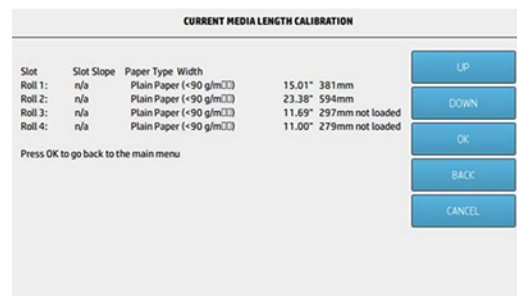 CURRENT MEDIA LENGTH CALIBRATION
Slot Slot Slope Paper Type Width
Roll 1: n/a Plain Paper (<90 g/m□□) 15.01" 381mm
Roll 2: n/a Plain Paper (<90 g/m□□) 23.38" 594mm
Roll 3: n/a Plain Paper (<90 g/m□□) 11.69" 297mm not loaded
Roll 4: n/a Plain Paper (<90 g/m□□) 11.00" 279mm not loaded
Press OK to go back to the main menu
UP
DOWN
OK
BACK
CANCEL